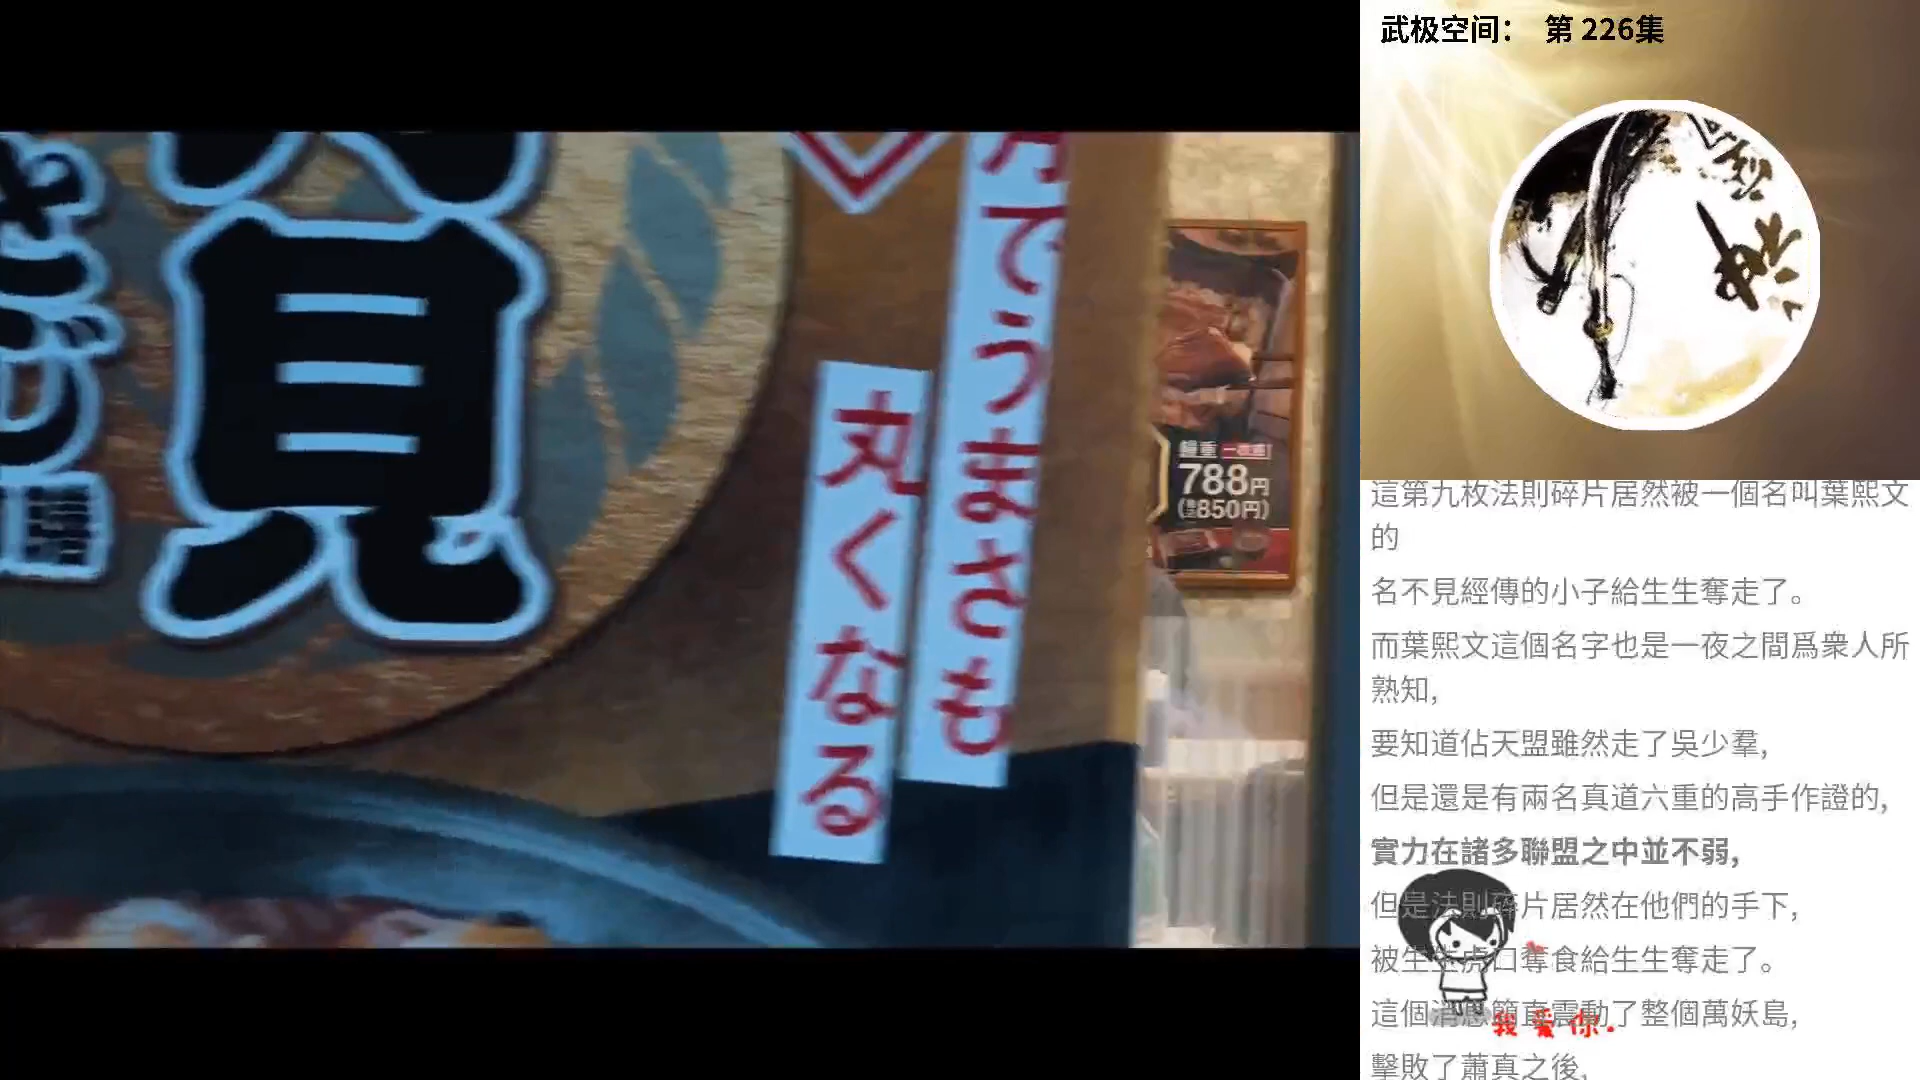 見
でうまさも
丸くなる
鰻重 一枚盛
788円
(税込850円)
武极空间： 第 226集
這第九枚法則碎片居然被一個名叫葉熙文
的
名不見經傳的小子給生生奪走了。
而葉熙文這個名字也是一夜之間爲衆人所
熟知,
要知道佔天盟雖然走了吳少羣,
但是還是有兩名真道六重的高手作證的,
實力在諸多聯盟之中並不弱,
但是法則碎片居然在他們的手下,
被生生虎口奪食給生生奪走了。
這個消息簡直震動了整個萬妖島,
擊敗了蕭真之後,
我爱你.